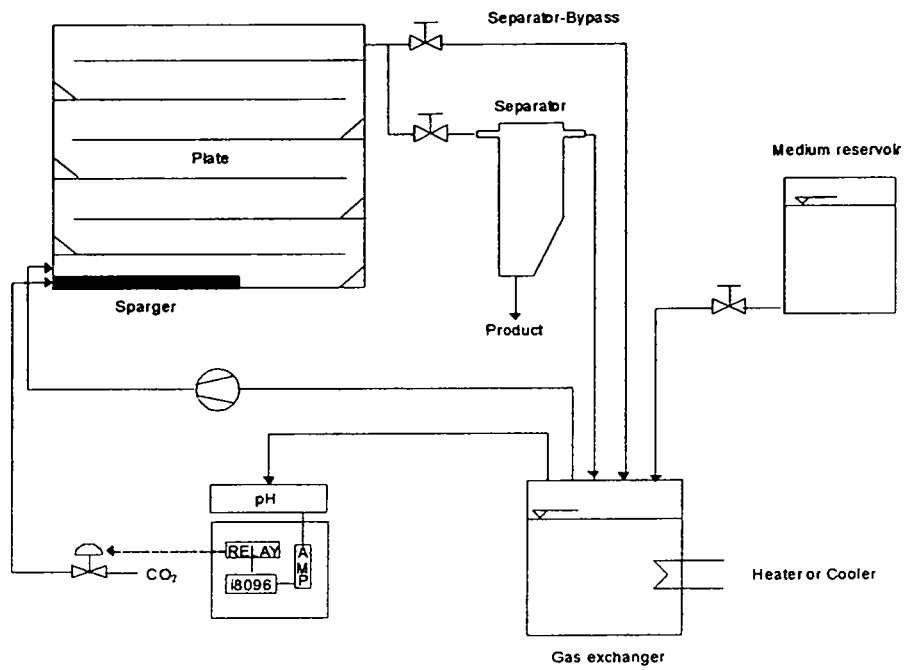 Separator-Bypass
Separator
Plate
Medium reservoir
Sparger
Product
pH
RELAY
AMP
i8096
CO₂
Heater or Cooler
Gas exchanger